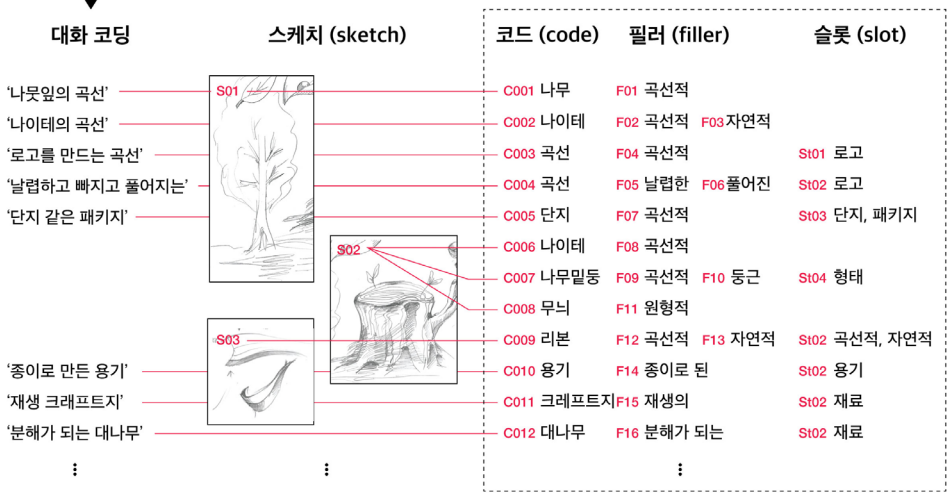 대화 코딩 스케치 (sketch) 코드 (code) 필러 (filler) 슬롯 (slot)
‘나뭇잎의 곡선’ S01 C001 나무 F01 곡선적
‘나이테의 곡선’ C002 나이테 F02 곡선적 F03 자연적
‘로고를 만드는 곡선’ C003 곡선 F04 곡선적 St01 로고
‘날렵하고 빠지고 풀어지는’ C004 곡선 F05 날렵한 F06 풀어진 St02 로고
‘단지 같은 패키지’ C005 단지 F07 곡선적 St03 단지, 패키지
S02 C006 나이테 F08 곡선적
C007 나무밑둥 F09 곡선적 F10 둥근 St04 형태
C008 무늬 F11 원형적
S03 C009 리본 F12 곡선적 F13 자연적 St02 곡선적, 자연적
‘종이로 만든 용기’ C010 용기 F14 종이로 된 St02 용기
‘재생 크래프트지’ C011 크레프트지 F15 재생의 St02 재료
‘분해가 되는 대나무’ C012 대나무 F16 분해가 되는 St02 재료